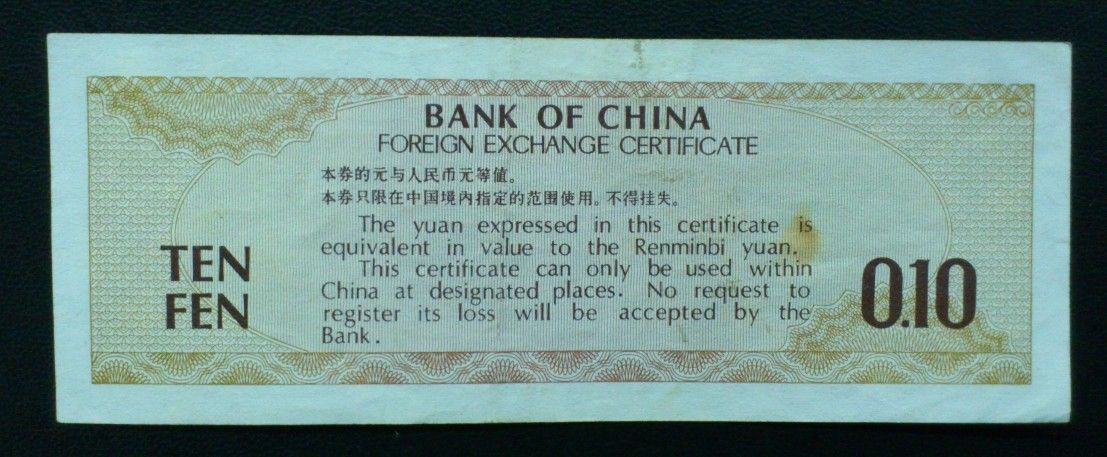 BANK OF CHINA
FOREIGN EXCHANGE CERTIFICATE
本券的元与人民币元等值。
本券只限在中国境内指定的范围使用。不得挂失。
The yuan expressed in this certificate is
equivalent in value to the Renminbi yuan.
This certificate can only be used within
China at designated places. No request to
register its loss will be accepted by the
Bank.
TEN
FEN
0.10